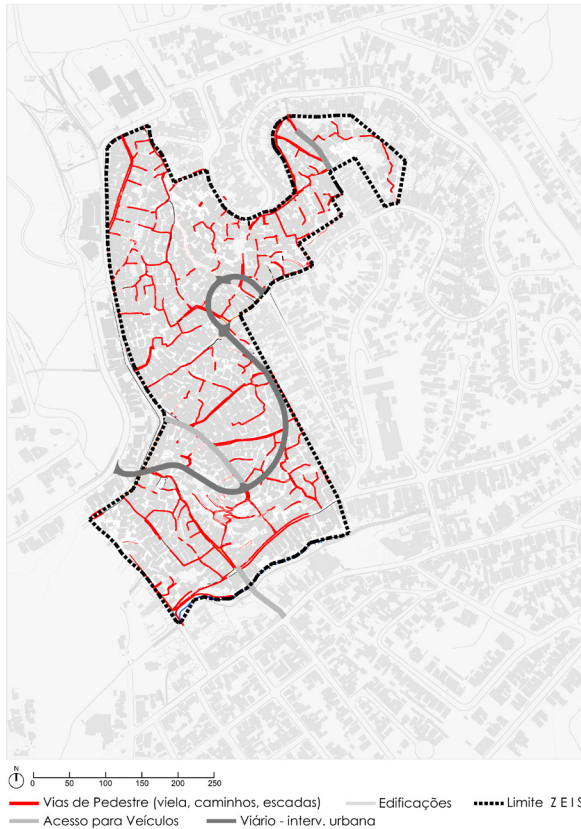 N
0 50 100 150 200 250
Vias de Pedestre (viela, caminhos, escadas) Edificações Limite Z E I S
Acesso para Veículos Viário - interv. urbana